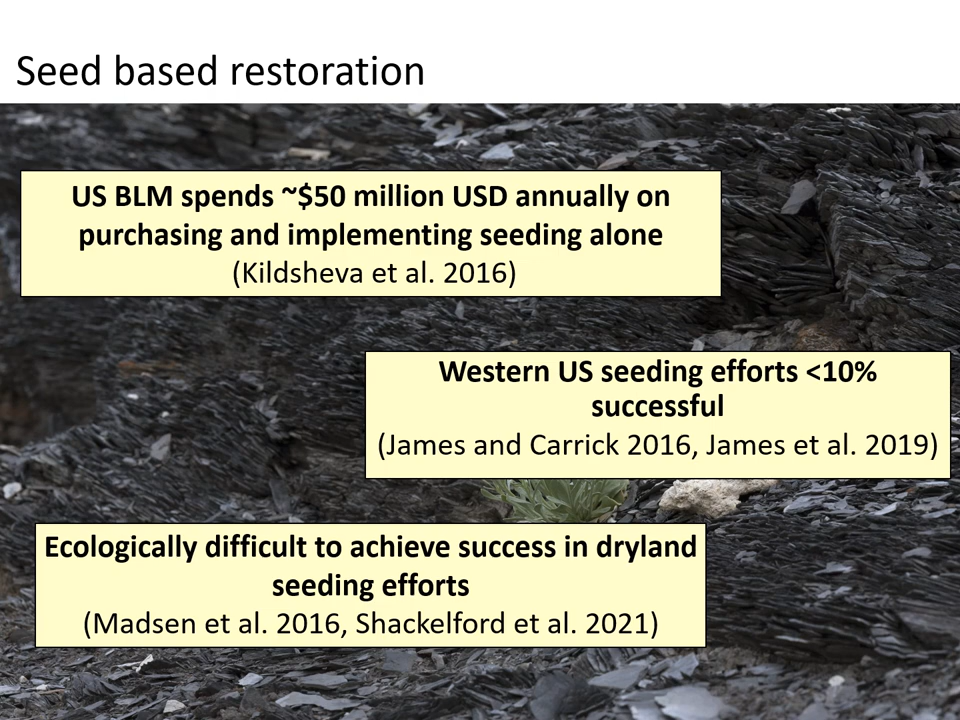 Seed based restoration
US BLM spends ~$50 million USD annually on
purchasing and implementing seeding alone
(Kildsheva et al. 2016)
Western US seeding efforts <10%
successful
(James and Carrick 2016, James et al. 2019)
Ecologically difficult to achieve success in dryland
seeding efforts
(Madsen et al. 2016, Shackelford et al. 2021)